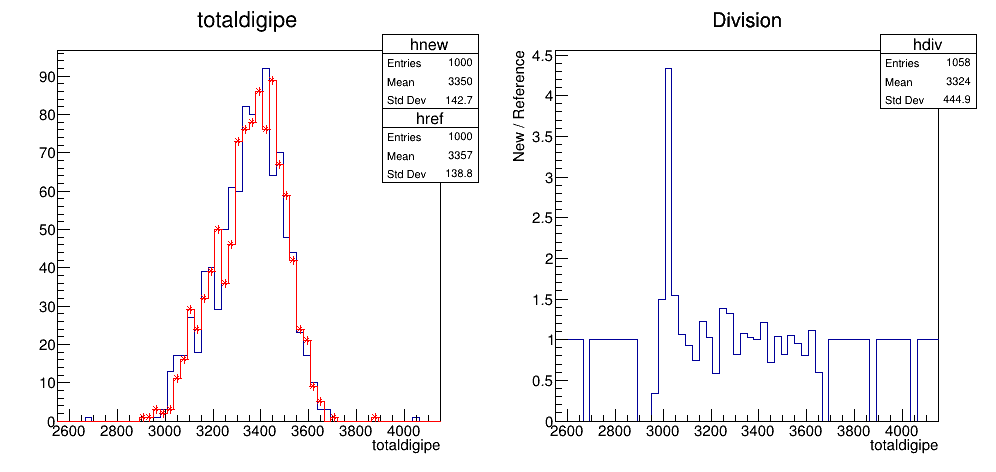 totaldigipe
hnew
Entries 1000
Mean 3350
Std Dev 142.7
href
Entries 1000
Mean 3357
Std Dev 138.8
90
80
70
60
50
40
30
20
10
0
2600 2800 3000 3200 3400 3600 3800 4000
totaldigipe
Division
hdiv
Entries 1058
Mean 3324
Std Dev 444.9
New / Reference
4.5
4
3.5
3
2.5
2
1.5
1
0.5
0
2600 2800 3000 3200 3400 3600 3800 4000
totaldigipe